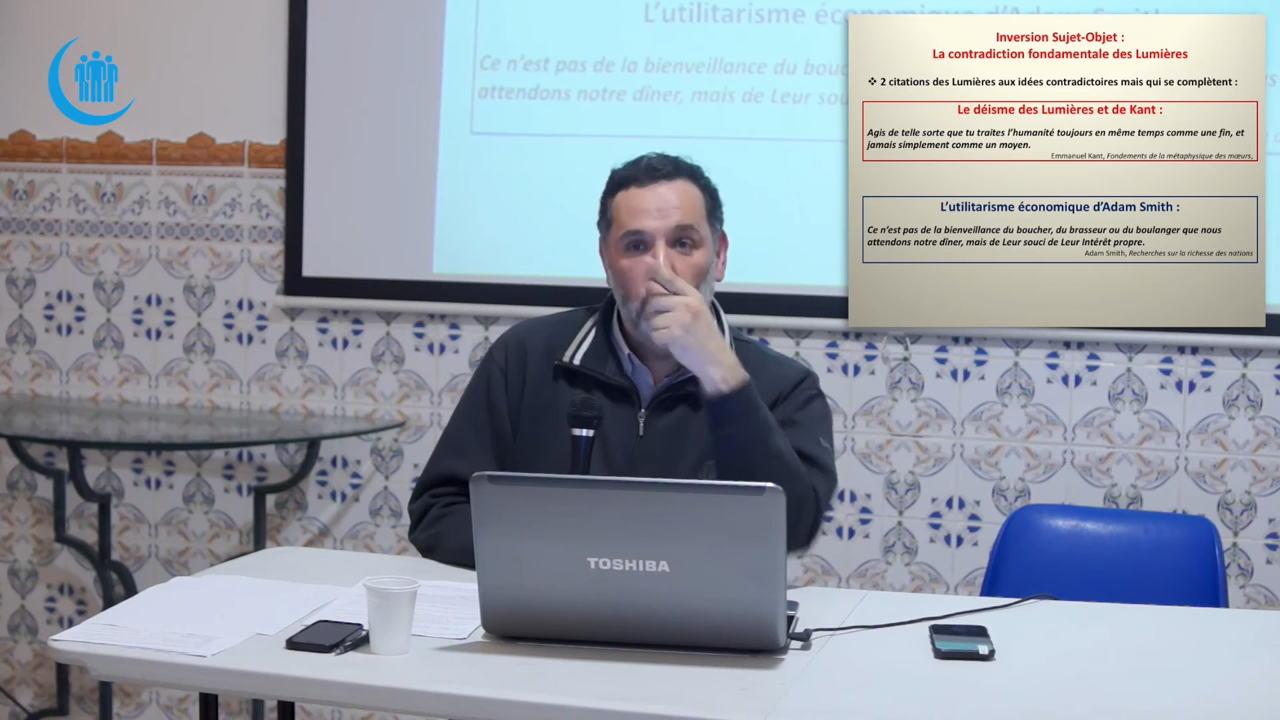 L'utilitarisme économique d'Adam Smith
Ce n'est pas de la bienveillance du
attendons notre dîner, mais de Leur
Inversion Sujet-Objet :
La contradiction fondamentale des Lumières
❖ 2 citations des Lumières aux idées contradictoires mais qui se complètent :
Le déisme des Lumières et de Kant :
Agis de telle sorte que tu traites l'humanité toujours en même temps comme une fin, et
jamais simplement comme un moyen.
Emmanuel Kant, Fondements de la métaphysique des mœurs,
L'utilitarisme économique d'Adam Smith :
Ce n'est pas de la bienveillance du boucher, du brasseur ou du boulanger que nous
attendons notre dîner, mais de Leur souci de Leur Intérêt propre.
Adam Smith, Recherches sur la richesse des nations
TOSHIBA